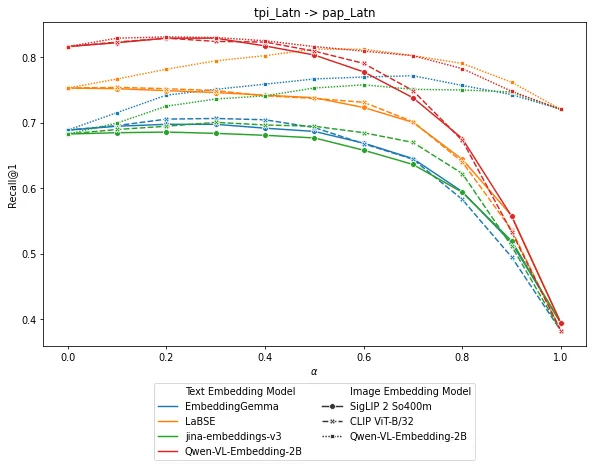 tpi_Latn -> pap_Latn
Recall@1
0.8
0.7
0.6
0.5
0.4
0.0 0.2 0.4 0.6 0.8 1.0
α
Text Embedding Model Image Embedding Model
EmbeddingGemma SigLIP 2 So400m
LaBSE CLIP ViT-B/32
jina-embeddings-v3 Qwen-VL-Embedding-2B
Qwen-VL-Embedding-2B